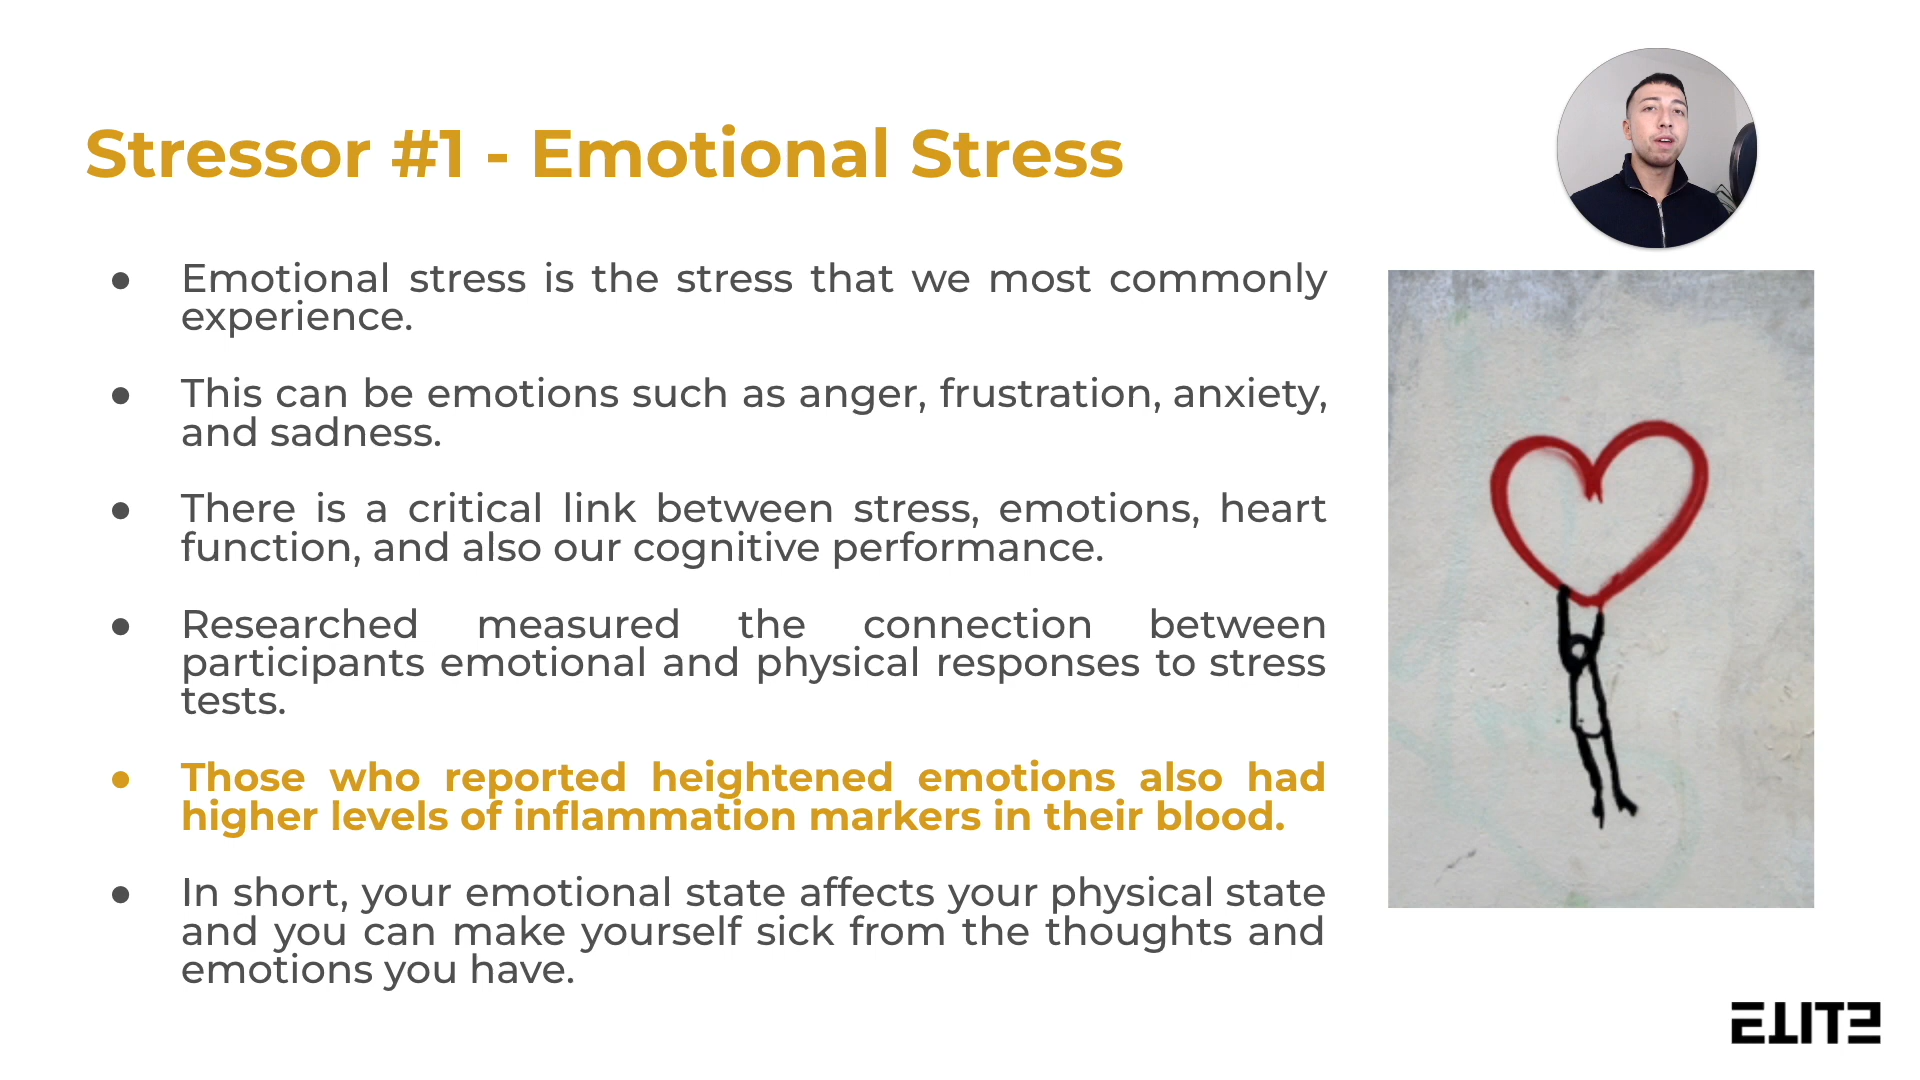 Stressor #1 - Emotional Stress
● Emotional stress is the stress that we most commonly
experience.
● This can be emotions such as anger, frustration, anxiety,
and sadness.
● There is a critical link between stress, emotions, heart
function, and also our cognitive performance.
● Researched measured the connection between
participants emotional and physical responses to stress
tests.
● Those who reported heightened emotions also had
higher levels of inflammation markers in their blood.
● In short, your emotional state affects your physical state
and you can make yourself sick from the thoughts and
emotions you have.
ELITE